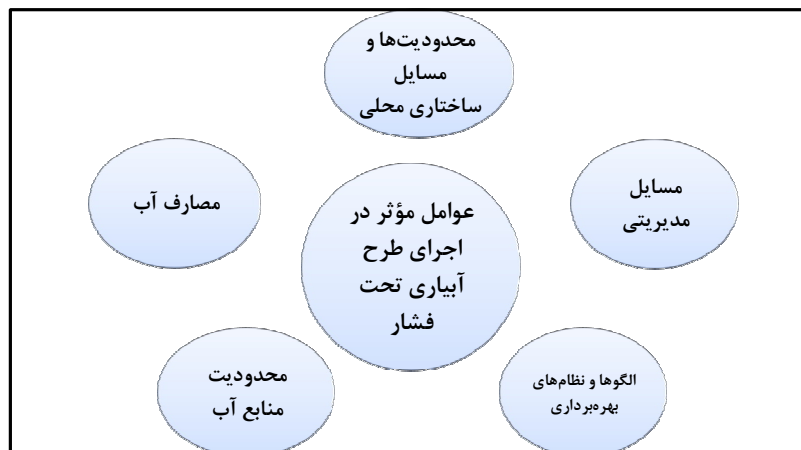 محدودیت‌ها و
مسایل
ساختاری محلی
مسایل
مدیریتی
مصارف آب
عوامل مؤثر در
اجرای طرح
آبیاری تحت
فشار
الگوها و نظام‌های
بهره‌برداری
محدودیت
منابع آب